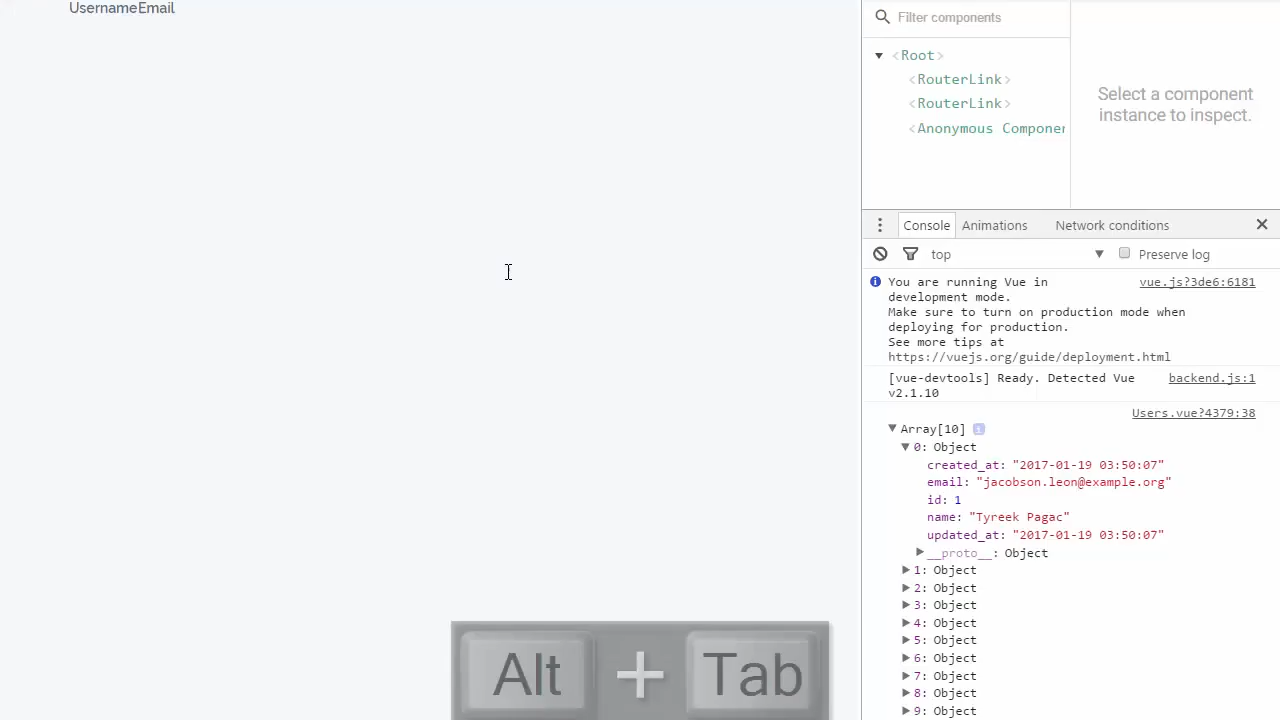 UsernameEmail
Filter components
<Root>
<RouterLink>
<RouterLink>
<Anonymous Componen
Select a component
instance to inspect.
Console Animations Network conditions
top Preserve log
You are running Vue in vue.js?3de6:6181
development mode.
Make sure to turn on production mode when
deploying for production.
See more tips at
https://vuejs.org/guide/deployment.html
[vue-devtools] Ready. Detected Vue backend.js:1
v2.1.10
Users.vue?4379:38
Array[10]
0: Object
created_at: "2017-01-19 03:50:07"
email: "jacobson.leon@example.org"
id: 1
name: "Tyreek Pagac"
updated_at: "2017-01-19 03:50:07"
__proto__: Object
1: Object
2: Object
3: Object
4: Object
5: Object
6: Object
7: Object
8: Object
9: Object
Alt + Tab